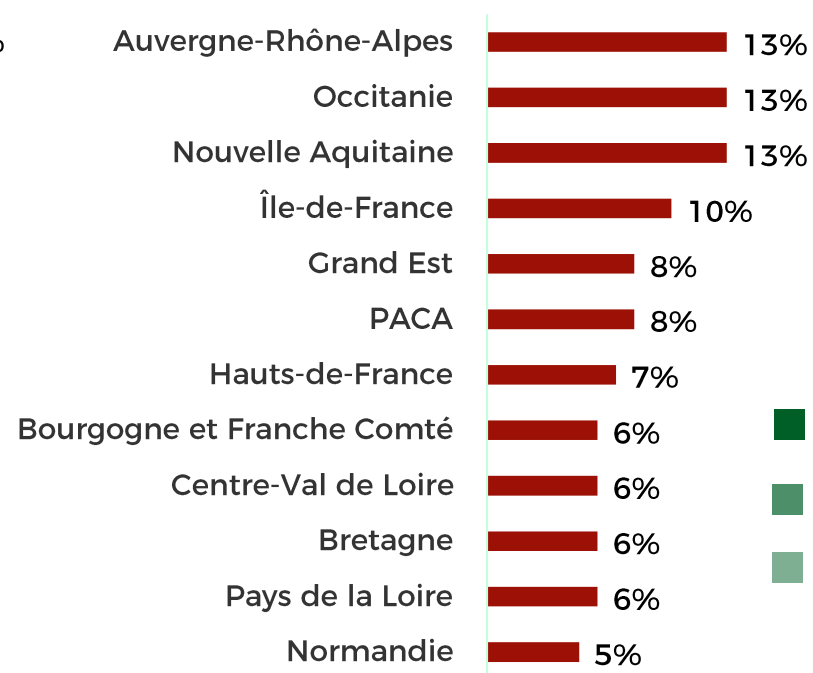 Auvergne-Rhône-Alpes 13%
Occitanie 13%
Nouvelle Aquitaine 13%
Île-de-France 10%
Grand Est 8%
PACA 8%
Hauts-de-France 7%
Bourgogne et Franche Comté 6%
Centre-Val de Loire 6%
Bretagne 6%
Pays de la Loire 6%
Normandie 5%